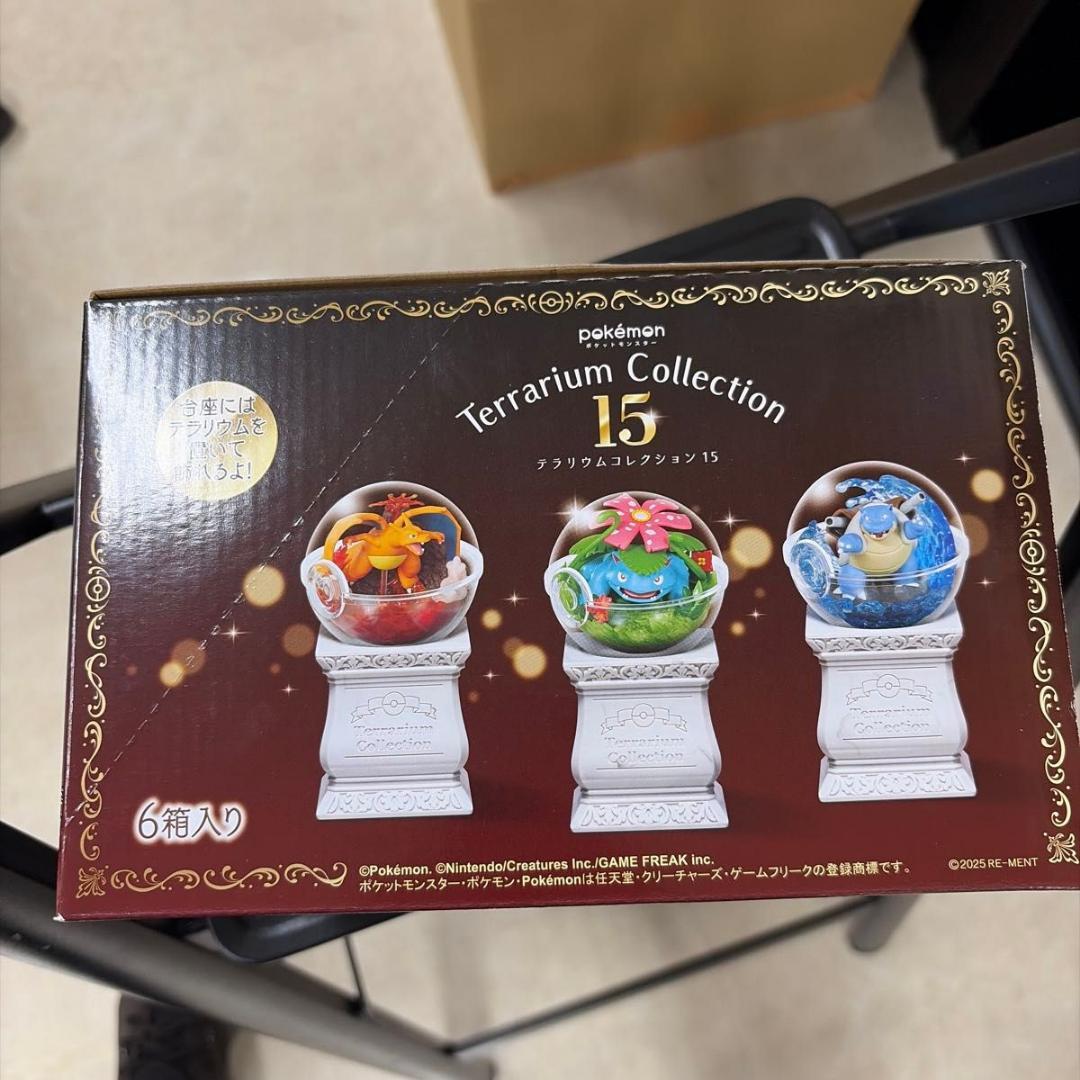 pokémon
ポケットモンスター
Terrarium Collection
15
テラリウムコレクション 15
台座には
テラリウムを
置いて
飾れるよ!
Terrarium
Collection
Terrarium
Collection
Terrarium
Collection
6箱入り
©Pokémon. ©Nintendo/Creatures Inc./GAME FREAK inc.
ポケットモンスター・ポケモン・Pokémonは任天堂・クリーチャーズ・ゲームフリークの登録商標です。
©2025 RE-MENT